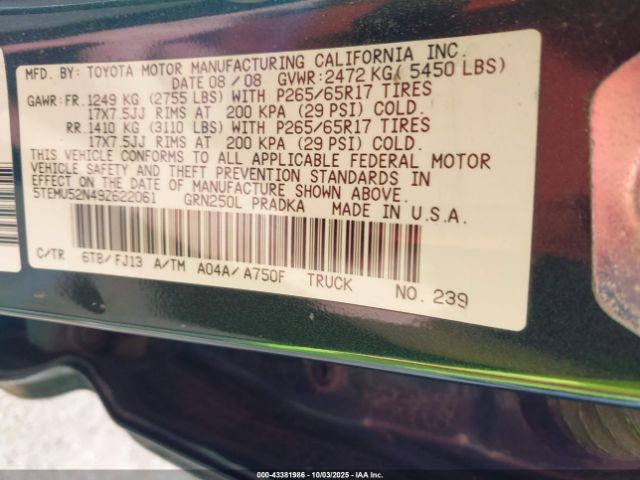 MFD. BY: TOYOTA MOTOR MANUFACTURING CALIFORNIA INC.
DATE 08 / 08 GVWR: 2472 KG( 5450 LBS)
GAWR: FR. 1249 KG (2755 LBS) WITH P265/65R17 TIRES
17X7.5JJ RIMS AT 200 KPA (29 PSI) COLD.
RR. 1410 KG (3110 LBS) WITH P265/65R17 TIRES
17X7.5JJ RIMS AT 200 KPA (29 PSI) COLD.
THIS VEHICLE CONFORMS TO ALL APPLICABLE FEDERAL MOTOR
VEHICLE SAFETY AND THEFT PREVENTION STANDARDS IN
EFFECT ON THE DATE OF MANUFACTURE SHOWN ABOVE.
5TEMU52N49Z622061 GRN250L PRADKA MADE IN U.S.A.
C/TR 6T8/FJ13 A/TM A04A/A750F TRUCK NO. 239
000-43381986 - 10/03/2025 - IAA Inc.